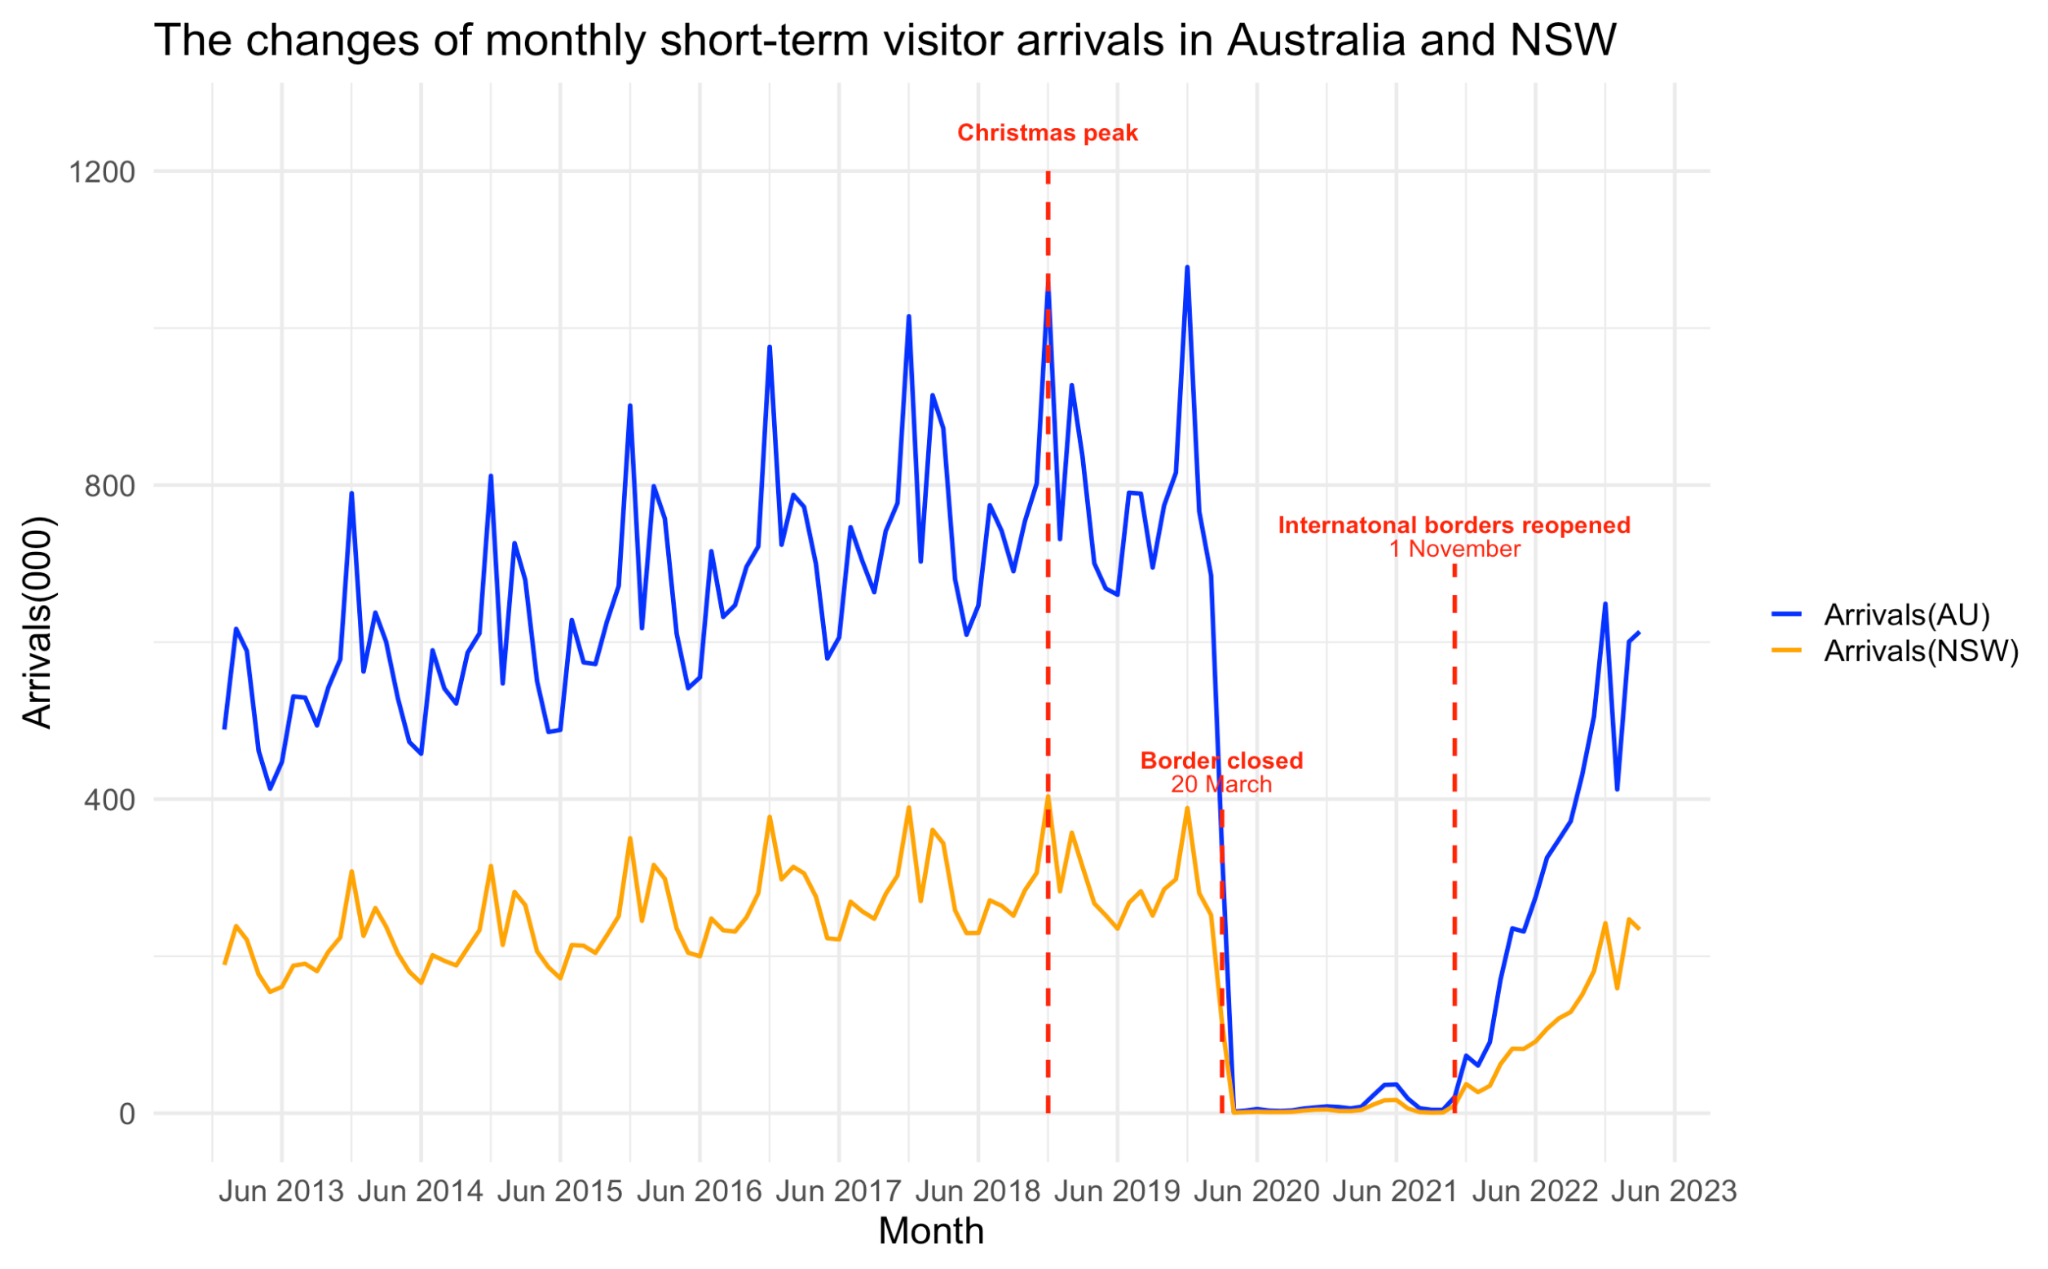 The changes of monthly short-term visitor arrivals in Australia and NSW
Christmas peak
1200
800
Internatonal borders reopened
1 November
Arrivals(000)
Arrivals(AU)
Arrivals(NSW)
Border closed
20 March
400
0
Jun 2013 Jun 2014 Jun 2015 Jun 2016 Jun 2017 Jun 2018 Jun 2019 Jun 2020 Jun 2021 Jun 2022 Jun 2023
Month